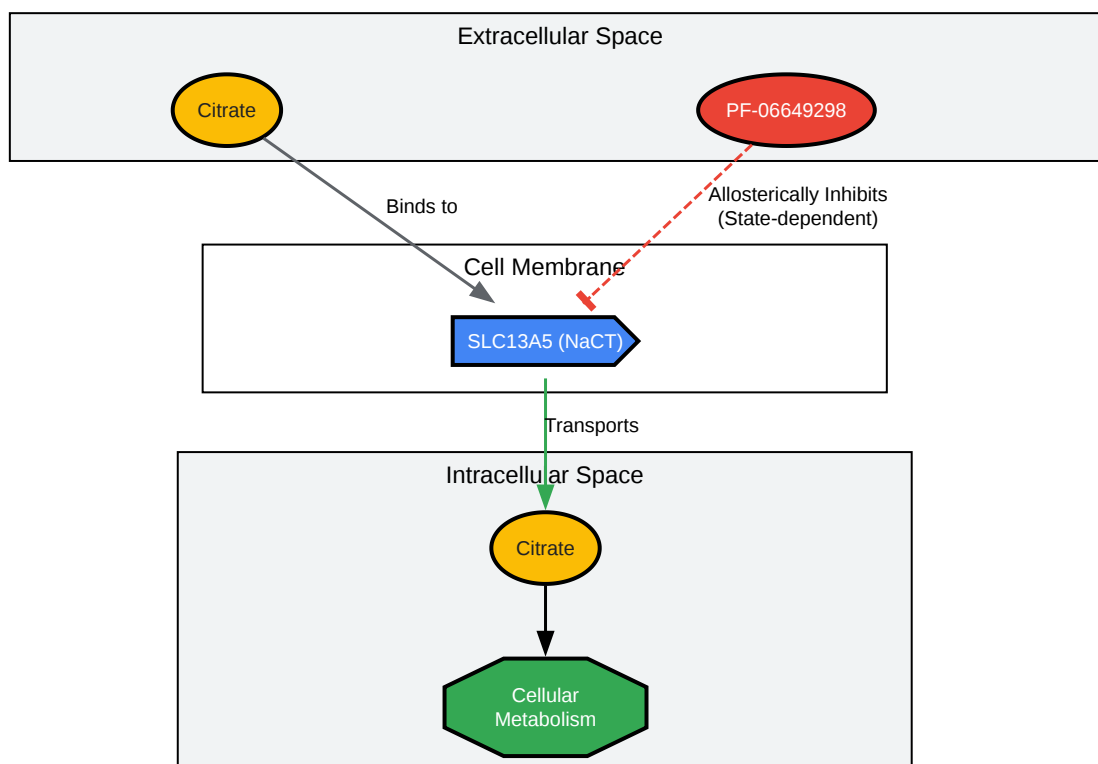 Extracellular Space
Citrate
PF-06649298
Binds to
Allosterically Inhibits
(State-dependent)
Cell Membrane
SLC13A5 (NaCT)
Transports
Intracellular Space
Citrate
Cellular
Metabolism